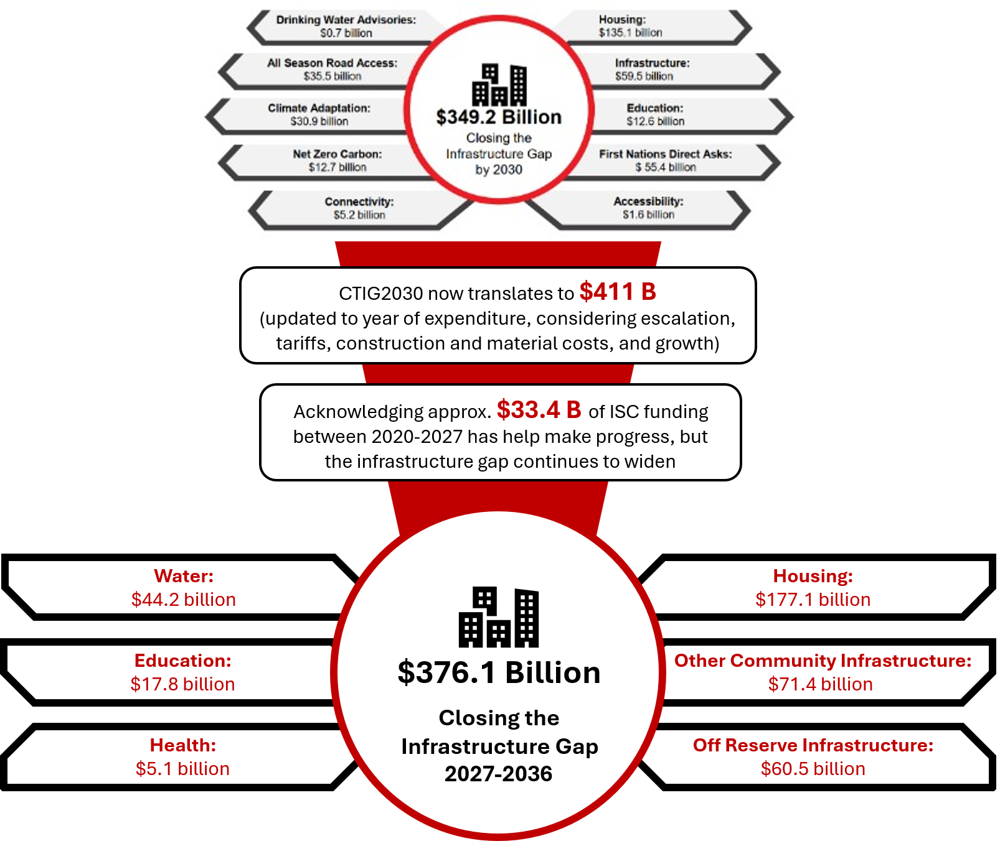 Drinking Water Advisories:
$0.7 billion
All Season Road Access:
$35.5 billion
Climate Adaptation:
$30.9 billion
Net Zero Carbon:
$12.7 billion
Connectivity:
$5.2 billion
$349.2 Billion
Closing the
Infrastructure Gap
by 2030
Housing:
$135.1 billion
Infrastructure:
$59.5 billion
Education:
$12.6 billion
First Nations Direct Asks:
$ 55.4 billion
Accessibility:
$1.6 billion
CTIG2030 now translates to $411 B
(updated to year of expenditure, considering escalation,
tariffs, construction and material costs, and growth)
Acknowledging approx. $33.4 B of ISC funding
between 2020-2027 has help make progress, but
the infrastructure gap continues to widen
Water:
$44.2 billion
Education:
$17.8 billion
Health:
$5.1 billion
$376.1 Billion
Closing the
Infrastructure Gap
2027-2036
Housing:
$177.1 billion
Other Community Infrastructure:
$71.4 billion
Off Reserve Infrastructure:
$60.5 billion